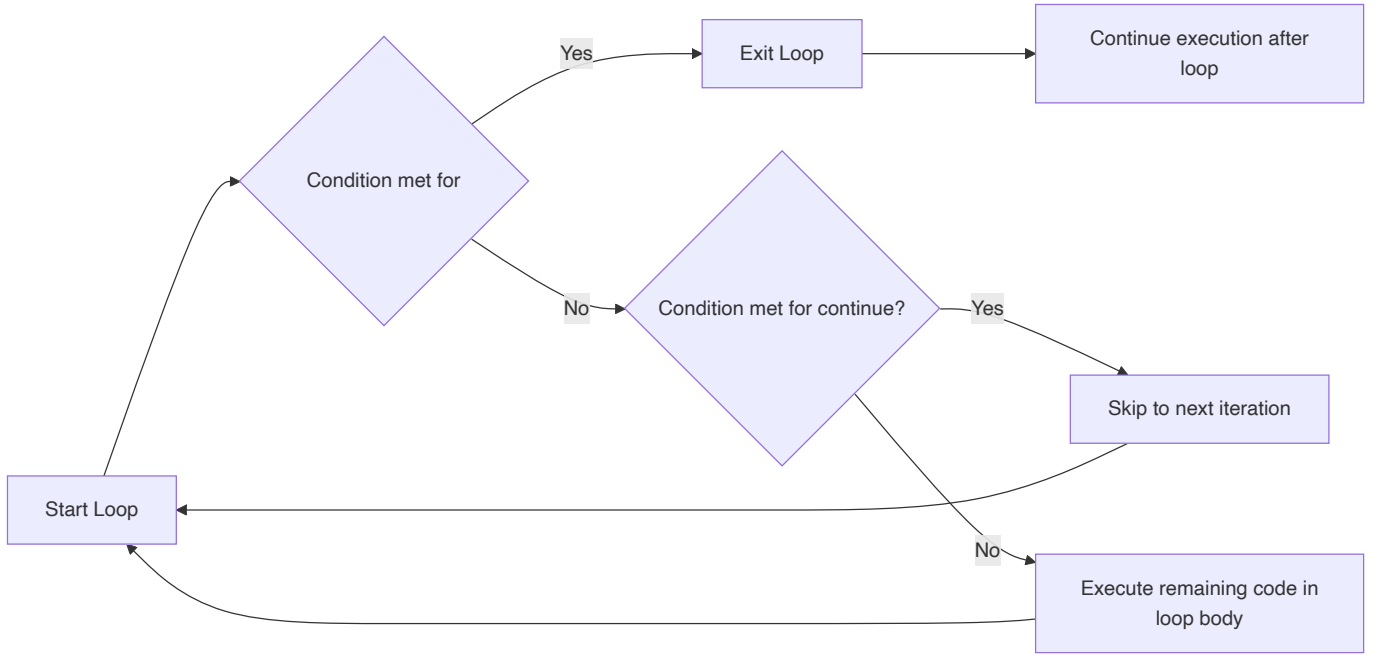 Start Loop
Condition met for
Yes
Exit Loop
Continue execution after
loop
No
Condition met for continue?
Yes
Skip to next iteration
No
Execute remaining code in
loop body